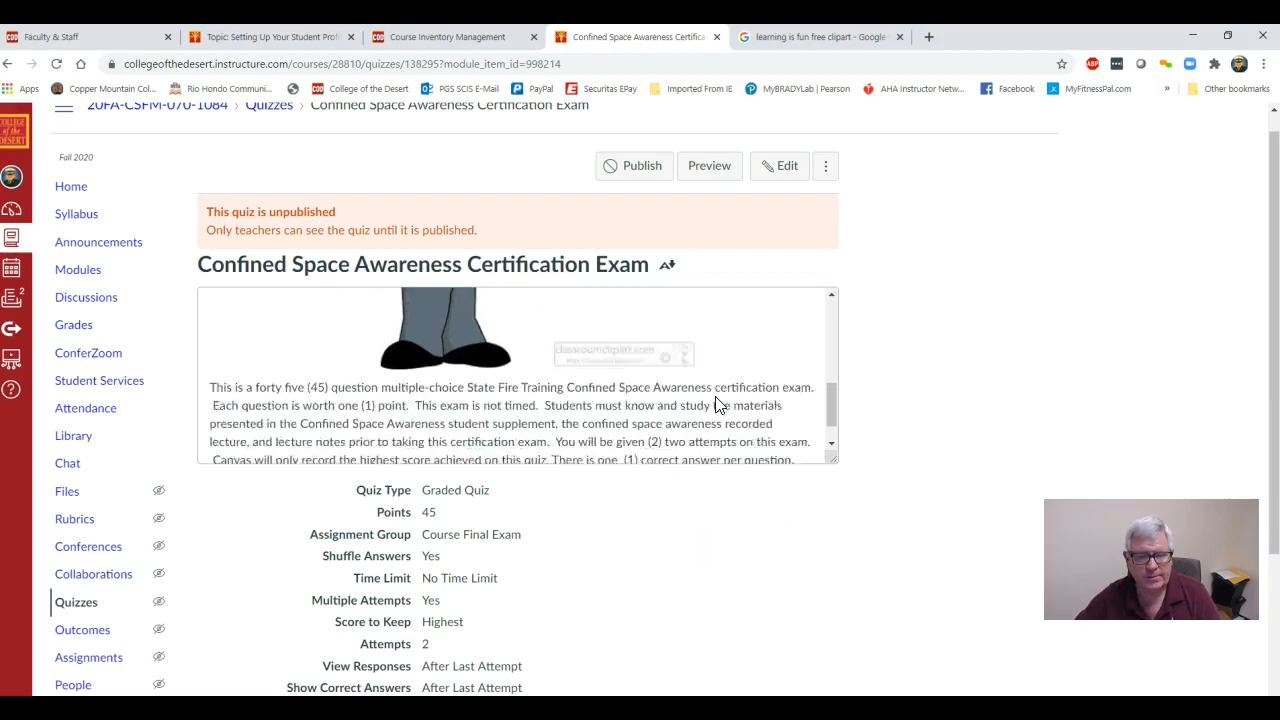 Faculty & Staff
Topic: Setting Up Your Student Prof
Course Inventory Management
Confined Space Awareness Certifica
learning is fun free clipart - Google
collegeofthedesert.instructure.com/courses/28810/quizzes/138295?module_item_id=998214
ABP
Apps
Copper Mountain Col...
Rio Hondo Communi...
COD
College of the Desert
PGS SCIS E-Mail
PayPal
Securitas EPay
Imported From IE
MyBRADYLab | Pearson
AHA Instructor Netw...
Facebook
MyFitnessPal.com
»
Other bookmarks
20FA-CSFM-070-1084 › Quizzes › Confined Space Awareness Certification Exam
COLLEGE
of the
DESERT
2
Fall 2020
Home
Syllabus
Announcements
Modules
Discussions
Grades
ConferZoom
Student Services
Attendance
Library
Chat
Files
Rubrics
Conferences
Collaborations
Quizzes
Outcomes
Assignments
People
Publish
Preview
Edit
This quiz is unpublished
Only teachers can see the quiz until it is published.
Confined Space Awareness Certification Exam
classroomclipart.com
This is a forty five (45) question multiple-choice State Fire Training Confined Space Awareness certification exam.
Each question is worth one (1) point. This exam is not timed. Students must know and study the materials
presented in the Confined Space Awareness student supplement, the confined space awareness recorded
lecture, and lecture notes prior to taking this certification exam. You will be given (2) two attempts on this exam.
Canvas will only record the highest score achieved on this quiz. There is one (1) correct answer per question.
Quiz Type Graded Quiz
Points 45
Assignment Group Course Final Exam
Shuffle Answers Yes
Time Limit No Time Limit
Multiple Attempts Yes
Score to Keep Highest
Attempts 2
View Responses After Last Attempt
Show Correct Answers After Last Attempt